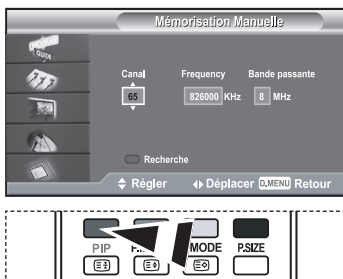 Mémorisation Manuelle
GUIDE
Canal Frequency Bande passante
65 826000 KHz 8 MHz
Recherche
Régler Déplacer D.MENU Retour
PIP MODE P.SIZE